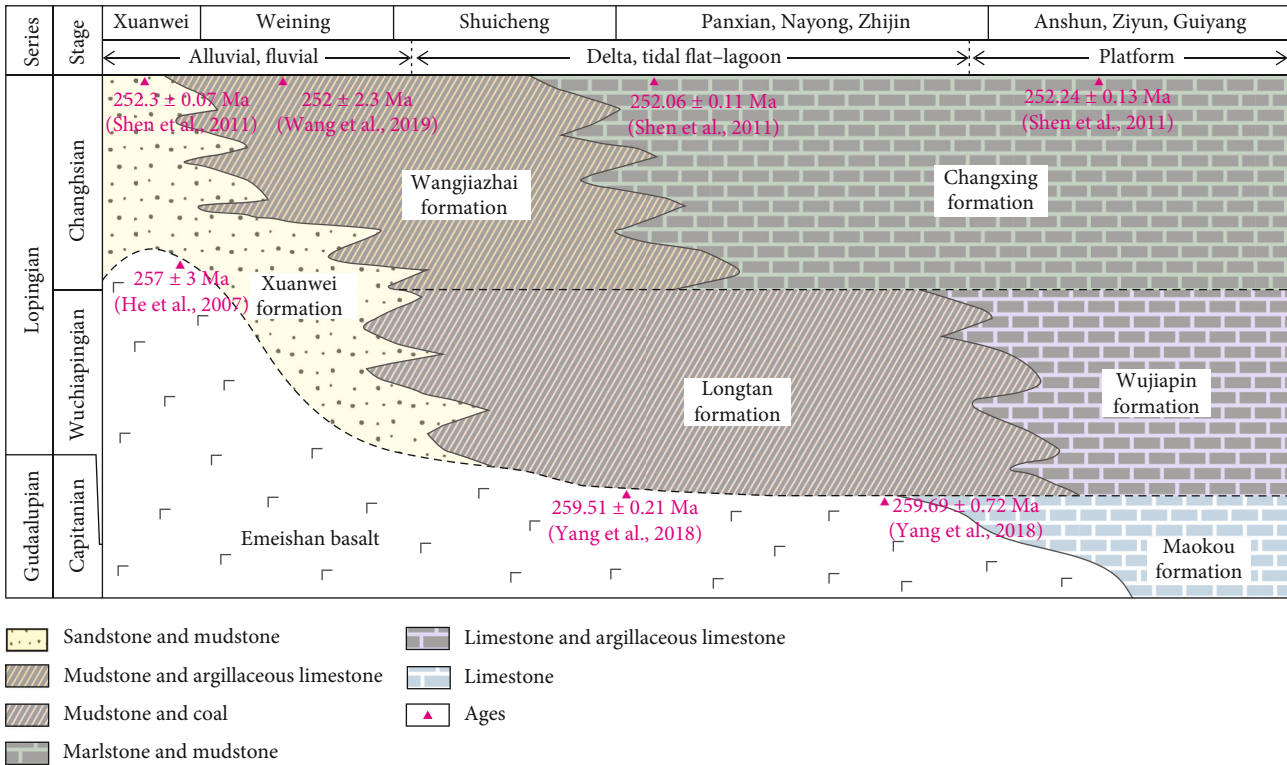 Series
Stage
Xuanwei
Weining
Shuicheng
Panxian, Nayong, Zhijin
Anshun, Ziyun, Guiyang
Alluvial, fluvial
Delta, tidal flat–lagoon
Platform
Lopingian
Gudaalupian
Changhsian
Wuchiapingian
Capitanian
252.3 ± 0.07 Ma
(Shen et al., 2011)
252 ± 2.3 Ma
(Wang et al., 2019)
252.06 ± 0.11 Ma
(Shen et al., 2011)
252.24 ± 0.13 Ma
(Shen et al., 2011)
Wangjiazhai
formation
Changxing
formation
257 ± 3 Ma
(He et al., 2007)
Xuanwei
formation
Longtan
formation
Wujiapin
formation
259.51 ± 0.21 Ma
(Yang et al., 2018)
259.69 ± 0.72 Ma
(Yang et al., 2018)
Emeishan basalt
Maokou
formation
Sandstone and mudstone
Mudstone and argillaceous limestone
Mudstone and coal
Marlstone and mudstone
Limestone and argillaceous limestone
Limestone
Ages